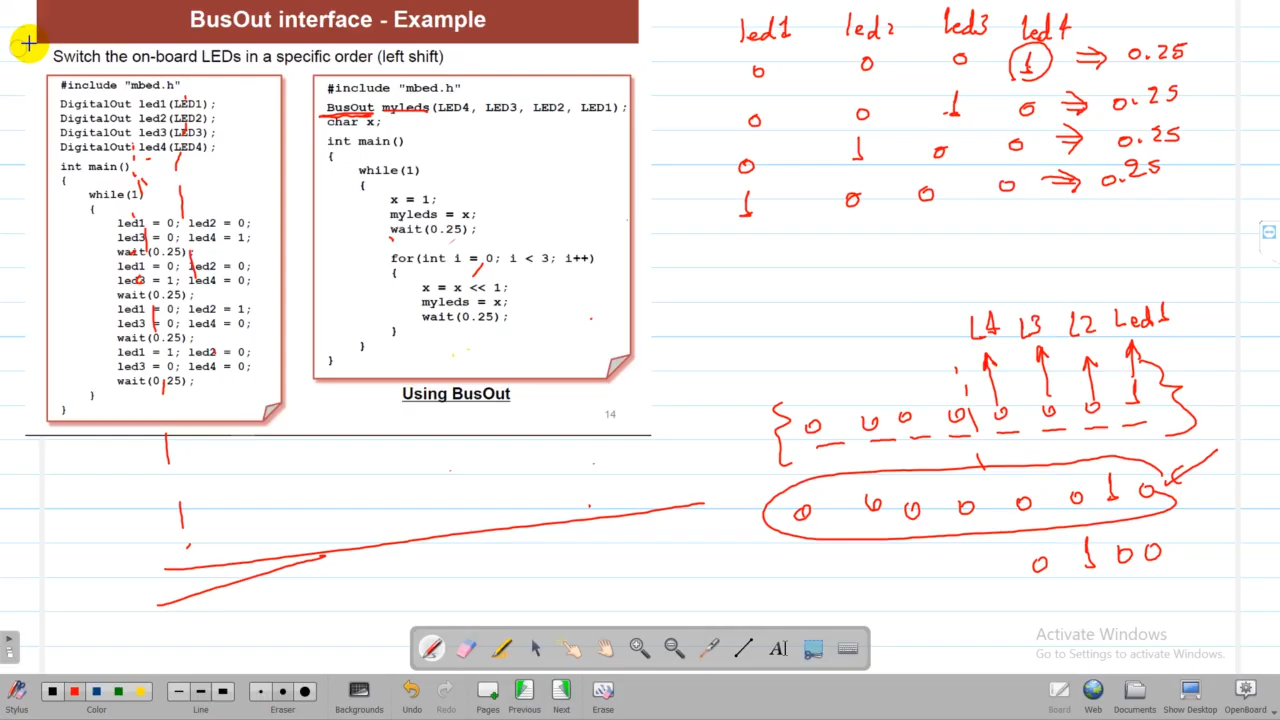 BusOut interface - Example
Switch the on-board LEDs in a specific order (left shift)
#include "mbed.h"
DigitalOut led1(LED1);
DigitalOut led2(LED2);
DigitalOut led3(LED3);
DigitalOut led4(LED4);
int main()
{
while(1)
{
led1 = 0; led2 = 0;
led3 = 0; led4 = 1;
wait(0.25);
led1 = 0; led2 = 0;
led3 = 1; led4 = 0;
wait(0.25);
led1 = 0; led2 = 1;
led3 = 0; led4 = 0;
wait(0.25);
led1 = 1; led2 = 0;
led3 = 0; led4 = 0;
wait(0.25);
}
}
#include "mbed.h"
BusOut myleds(LED4, LED3, LED2, LED1);
char x;
int main()
{
while(1)
{
x = 1;
myleds = x;
wait(0.25);
for(int i = 0; i < 3; i++)
{
x = x << 1;
myleds = x;
wait(0.25);
}
}
}
Using BusOut
14
led1 led2 led3 led4
0 0 0 1 ⇒ 0.25
0 0 1 0 ⇒ 0.25
0 1 0 0 ⇒ 0.25
1 0 0 0 ⇒ 0.25
L4 L3 L2 Led1
0 0 0 0 0 0 0 1
0 0 0 0 0 0 1 0
0 1 0 0
Activate Windows
Go to Settings to activate Windows.
Stylus
Color
Line
Eraser
Backgrounds
Undo
Redo
Pages
Previous
Next
Erase
Board
Web
Documents
Show Desktop
OpenBoard